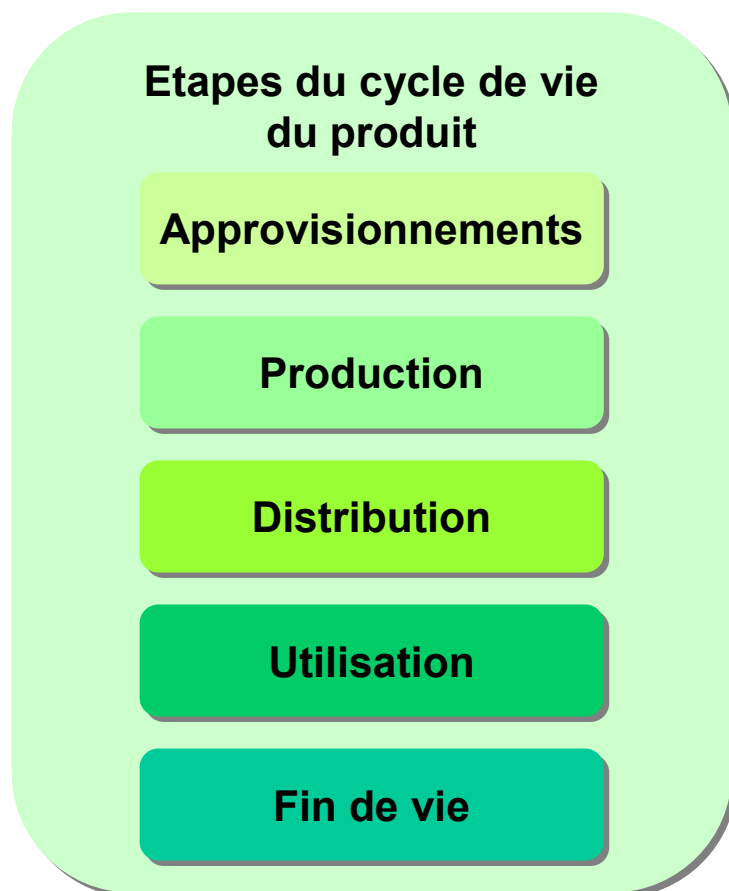 Etapes du cycle de vie
du produit
Approvisionnements
Production
Distribution
Utilisation
Fin de vie